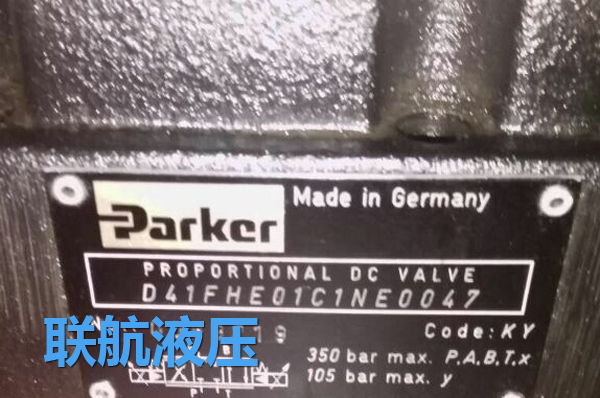 Made in Germany
Parker
PROPORTIONAL DC VALVE
D41FHE01C1NE0047
19 Code: KY
联航液压
350 bar max. P,A,B,T,x
105 bar max. y